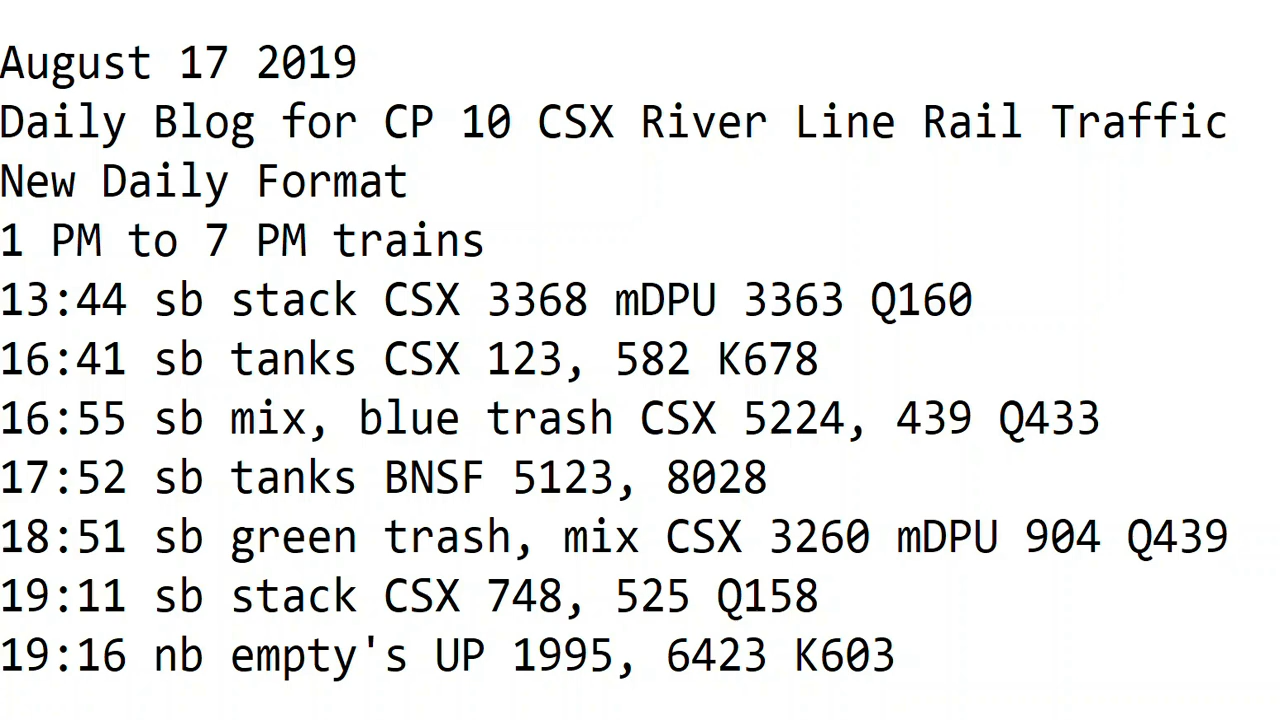 August 17 2019
Daily Blog for CP 10 CSX River Line Rail Traffic
New Daily Format
1 PM to 7 PM trains
13:44 sb stack CSX 3368 mDPU 3363 Q160
16:41 sb tanks CSX 123, 582 K678
16:55 sb mix, blue trash CSX 5224, 439 Q433
17:52 sb tanks BNSF 5123, 8028
18:51 sb green trash, mix CSX 3260 mDPU 904 Q439
19:11 sb stack CSX 748, 525 Q158
19:16 nb empty's UP 1995, 6423 K603